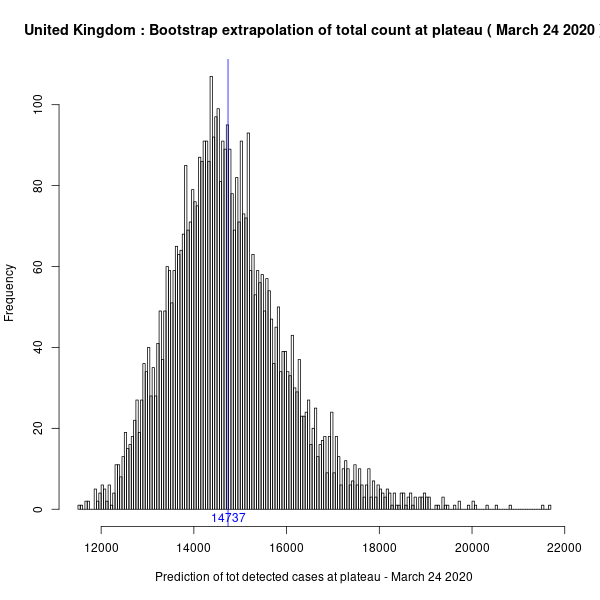 United Kingdom : Bootstrap extrapolation of total count at plateau ( March 24 2020 )
Frequency
100
80
60
40
20
0
14737
12000 14000 16000 18000 20000 22000
Prediction of tot detected cases at plateau - March 24 2020